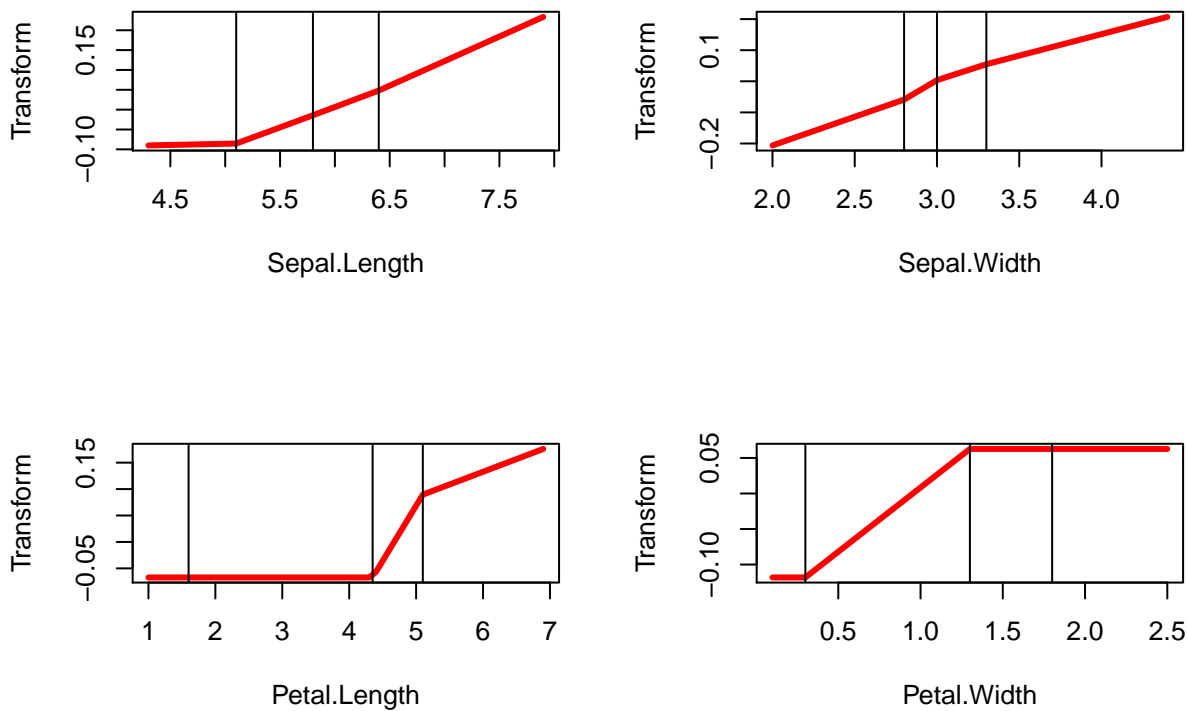 Transform
0.15
−0.10
4.5 5.5 6.5 7.5
Sepal.Length
Transform
0.1
−0.2
2.0 2.5 3.0 3.5 4.0
Sepal.Width
Transform
0.15
−0.05
1 2 3 4 5 6 7
Petal.Length
Transform
0.05
−0.10
0.5 1.0 1.5 2.0 2.5
Petal.Width